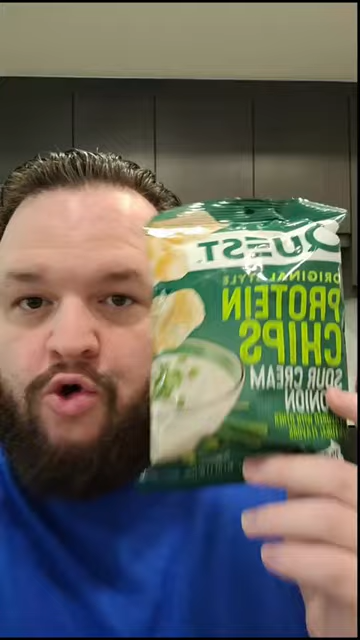 QUEST
ORIGINAL STYLE
PROTEIN
CHIPS
SOUR CREAM
& ONION